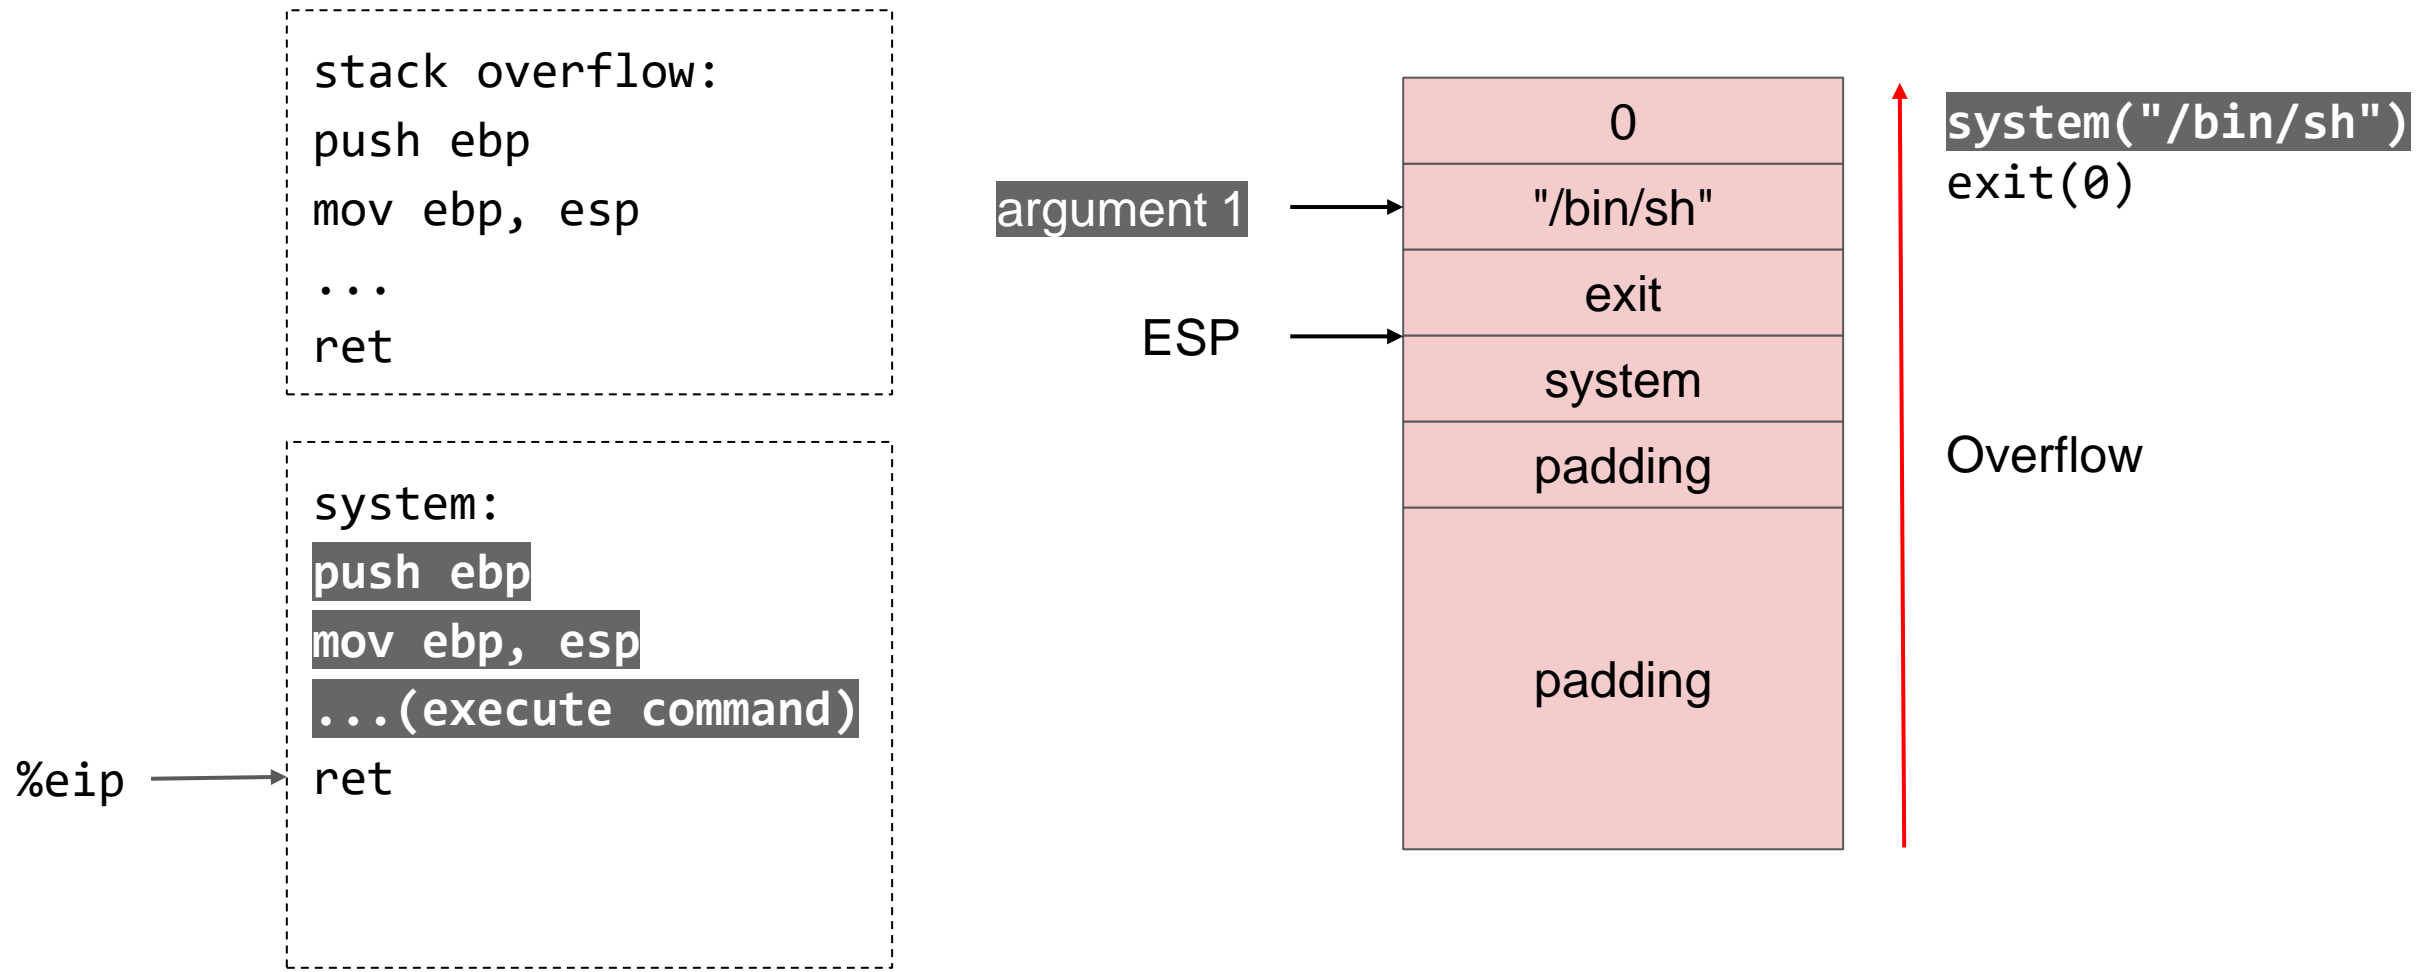 stack overflow:
push ebp
mov ebp, esp
...
ret
system:
push ebp
mov ebp, esp
...(execute command)
ret
%eip
argument 1
ESP
0
"/bin/sh"
exit
system
padding
padding
system("/bin/sh")
exit(0)
Overflow